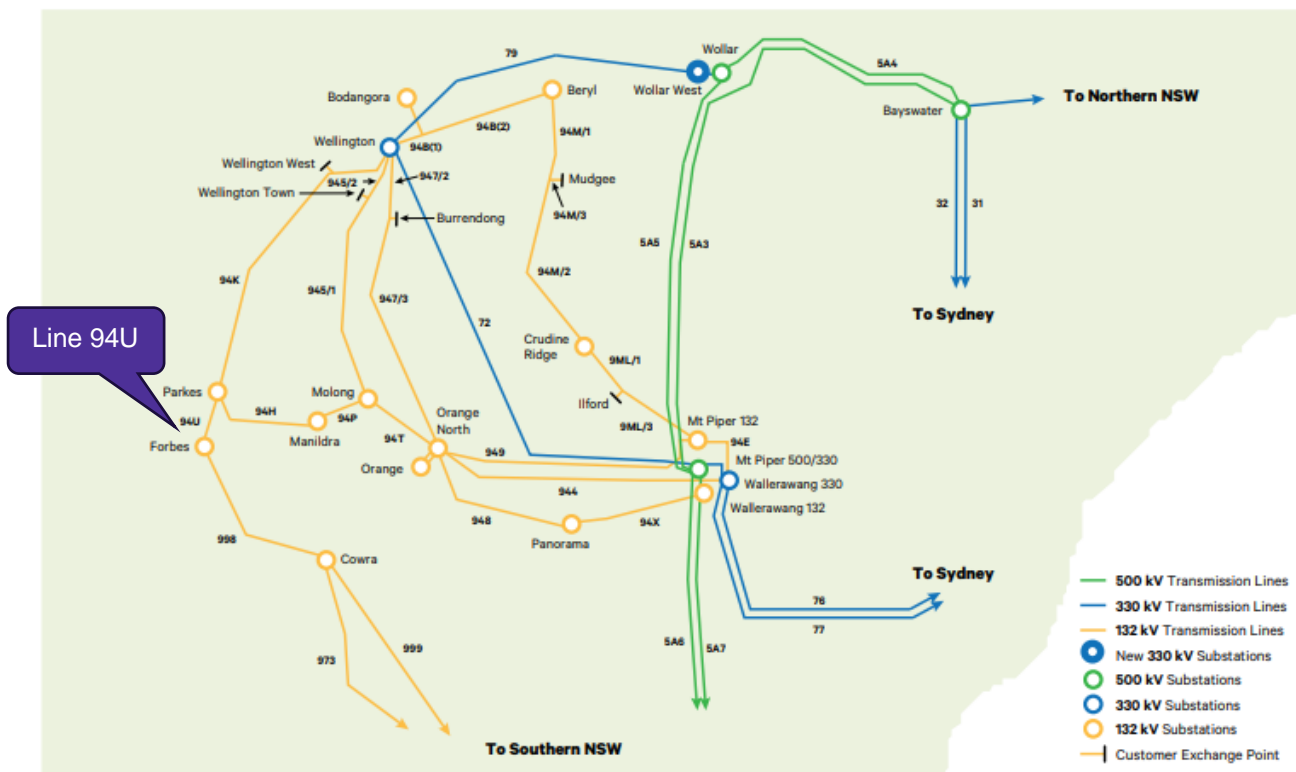 79
Wollar
5A4
Wollar West
Bodangora
Beryl
To Northern NSW
Bayswater
94B(2)
94M/1
Wellington
94B(1)
Wellington West
945/2
947/2
Mudgee
Wellington Town
94M/3
Burrendong
32
31
5A5
5A3
94K
945/1
947/3
94M/2
72
To Sydney
Line 94U
Crudine
Ridge
9ML/1
Parkes
Molong
Ilford
94U
94H
94P
Orange
North
9ML/3
Mt Piper 132
Forbes
Manildra
94T
94E
949
Mt Piper 500/330
Orange
944
Wallerawang 330
Wallerawang 132
948
94X
Panorama
998
Cowra
To Sydney
76
77
973
999
5A6
5A7
To Southern NSW
500 kV Transmission Lines
330 kV Transmission Lines
132 kV Transmission Lines
New 330 kV Substations
500 kV Substations
330 kV Substations
132 kV Substations
Customer Exchange Point